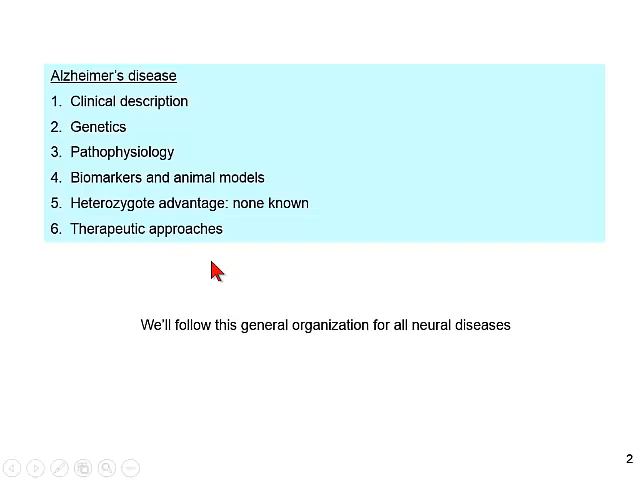 Alzheimer's disease
1. Clinical description
2. Genetics
3. Pathophysiology
4. Biomarkers and animal models
5. Heterozygote advantage: none known
6. Therapeutic approaches
We'll follow this general organization for all neural diseases
2